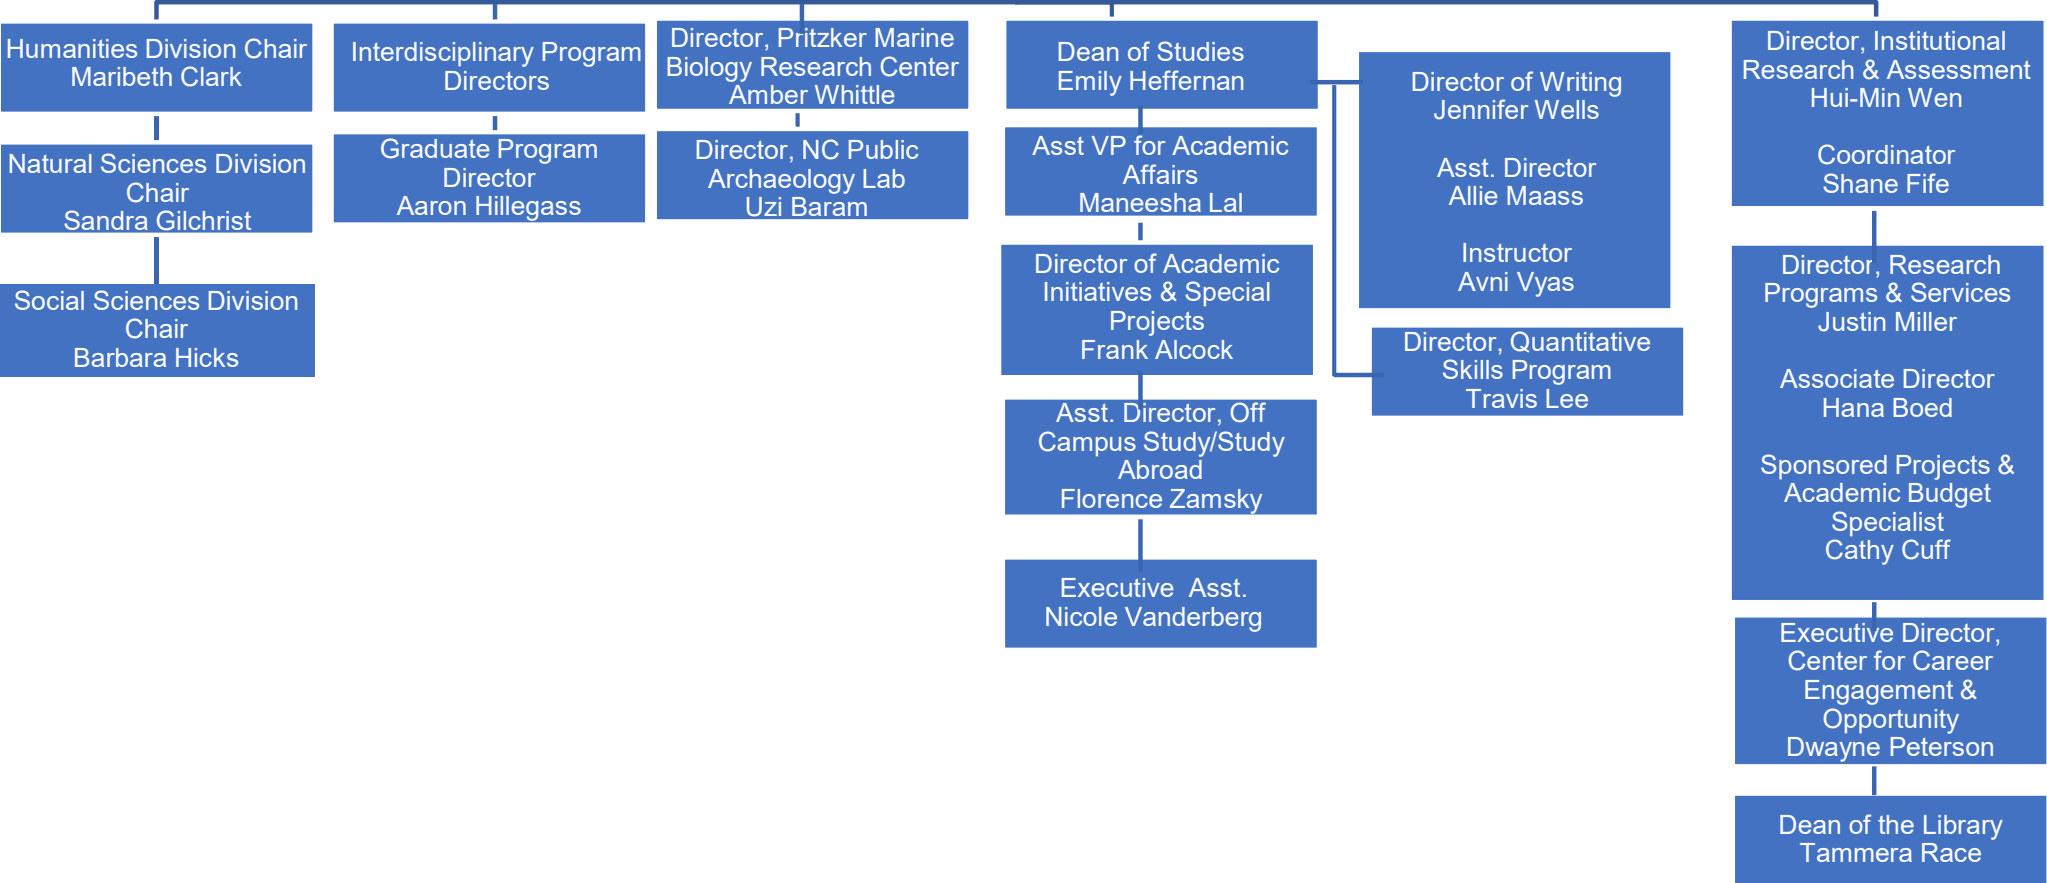 Humanities Division Chair
Maribeth Clark
Natural Sciences Division
Chair
Sandra Gilchrist
Social Sciences Division
Chair
Barbara Hicks
Interdisciplinary Program
Directors
Graduate Program
Director
Aaron Hillegass
Director, Pritzker Marine
Biology Research Center
Amber Whittle
Director, NC Public
Archaeology Lab
Uzi Baram
Dean of Studies
Emily Heffernan
Asst VP for Academic
Affairs
Maneesha Lal
Director of Academic
Initiatives & Special
Projects
Frank Alcock
Asst. Director, Off
Campus Study/Study
Abroad
Florence Zamsky
Executive  Asst.
Nicole Vanderberg
Director of Writing
Jennifer Wells
Asst. Director
Allie Maass
Instructor
Avni Vyas
Director, Quantitative
Skills Program
Travis Lee
Director, Institutional
Research & Assessment
Hui-Min Wen
Coordinator
Shane Fife
Director, Research
Programs & Services
Justin Miller
Associate Director
Hana Boed
Sponsored Projects &
Academic Budget
Specialist
Cathy Cuff
Executive Director,
Center for Career
Engagement &
Opportunity
Dwayne Peterson
Dean of the Library
Tammera Race